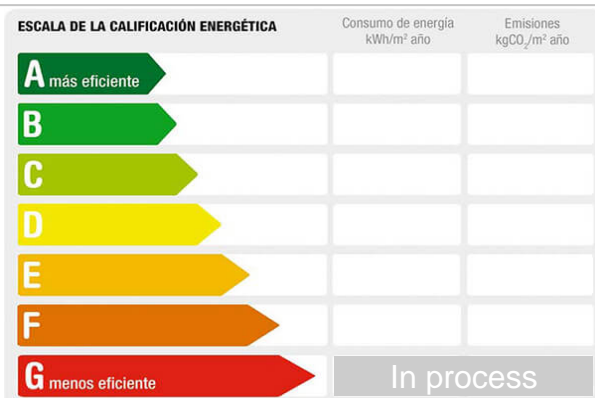 ESCALA DE LA CALIFICACIÓN ENERGÉTICA
Consumo de energía
kWh/m² año
Emisiones
kgCO₂/m² año
A más eficiente
B
C
D
E
F
G menos eficiente
In process